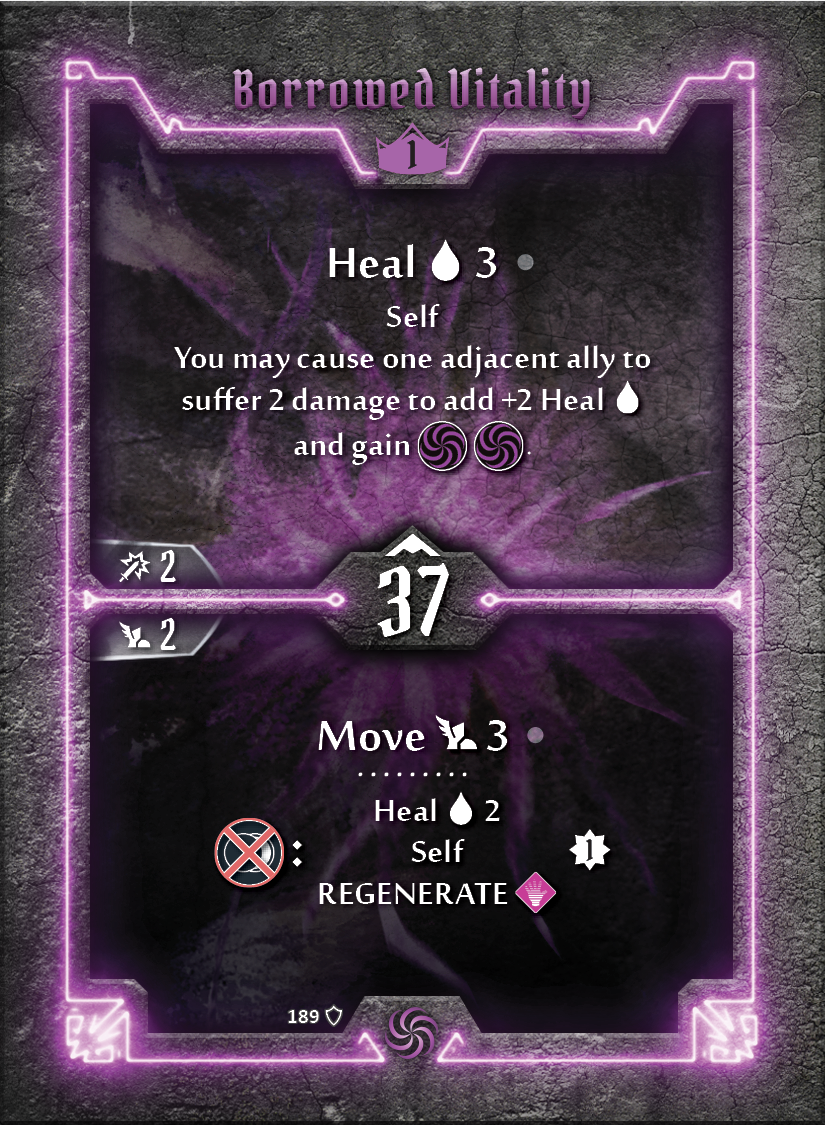 Borrowed Vitality
1
Heal 3
Self
You may cause one adjacent ally to
suffer 2 damage to add +2 Heal
and gain .
2
37
2
Move 3
.........
Heal 2
: Self 1
REGENERATE
189